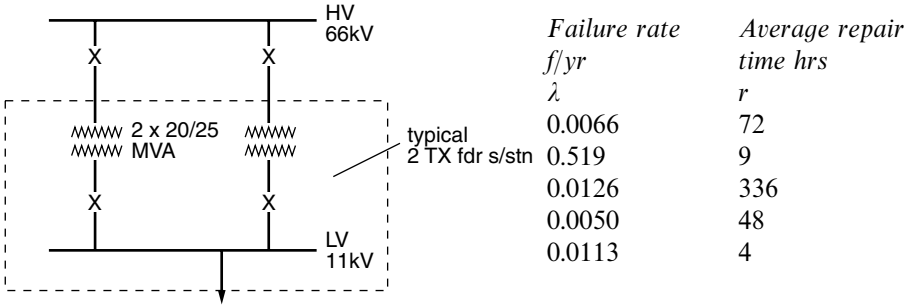 HV
66kV
X X
2 x 20/25
MVA
typical
2 TX fdr s/stn
X X
LV
11kV
Failure rate Average repair
f/yr time hrs
λ r
0.0066 72
0.519 9
0.0126 336
0.0050 48
0.0113 4